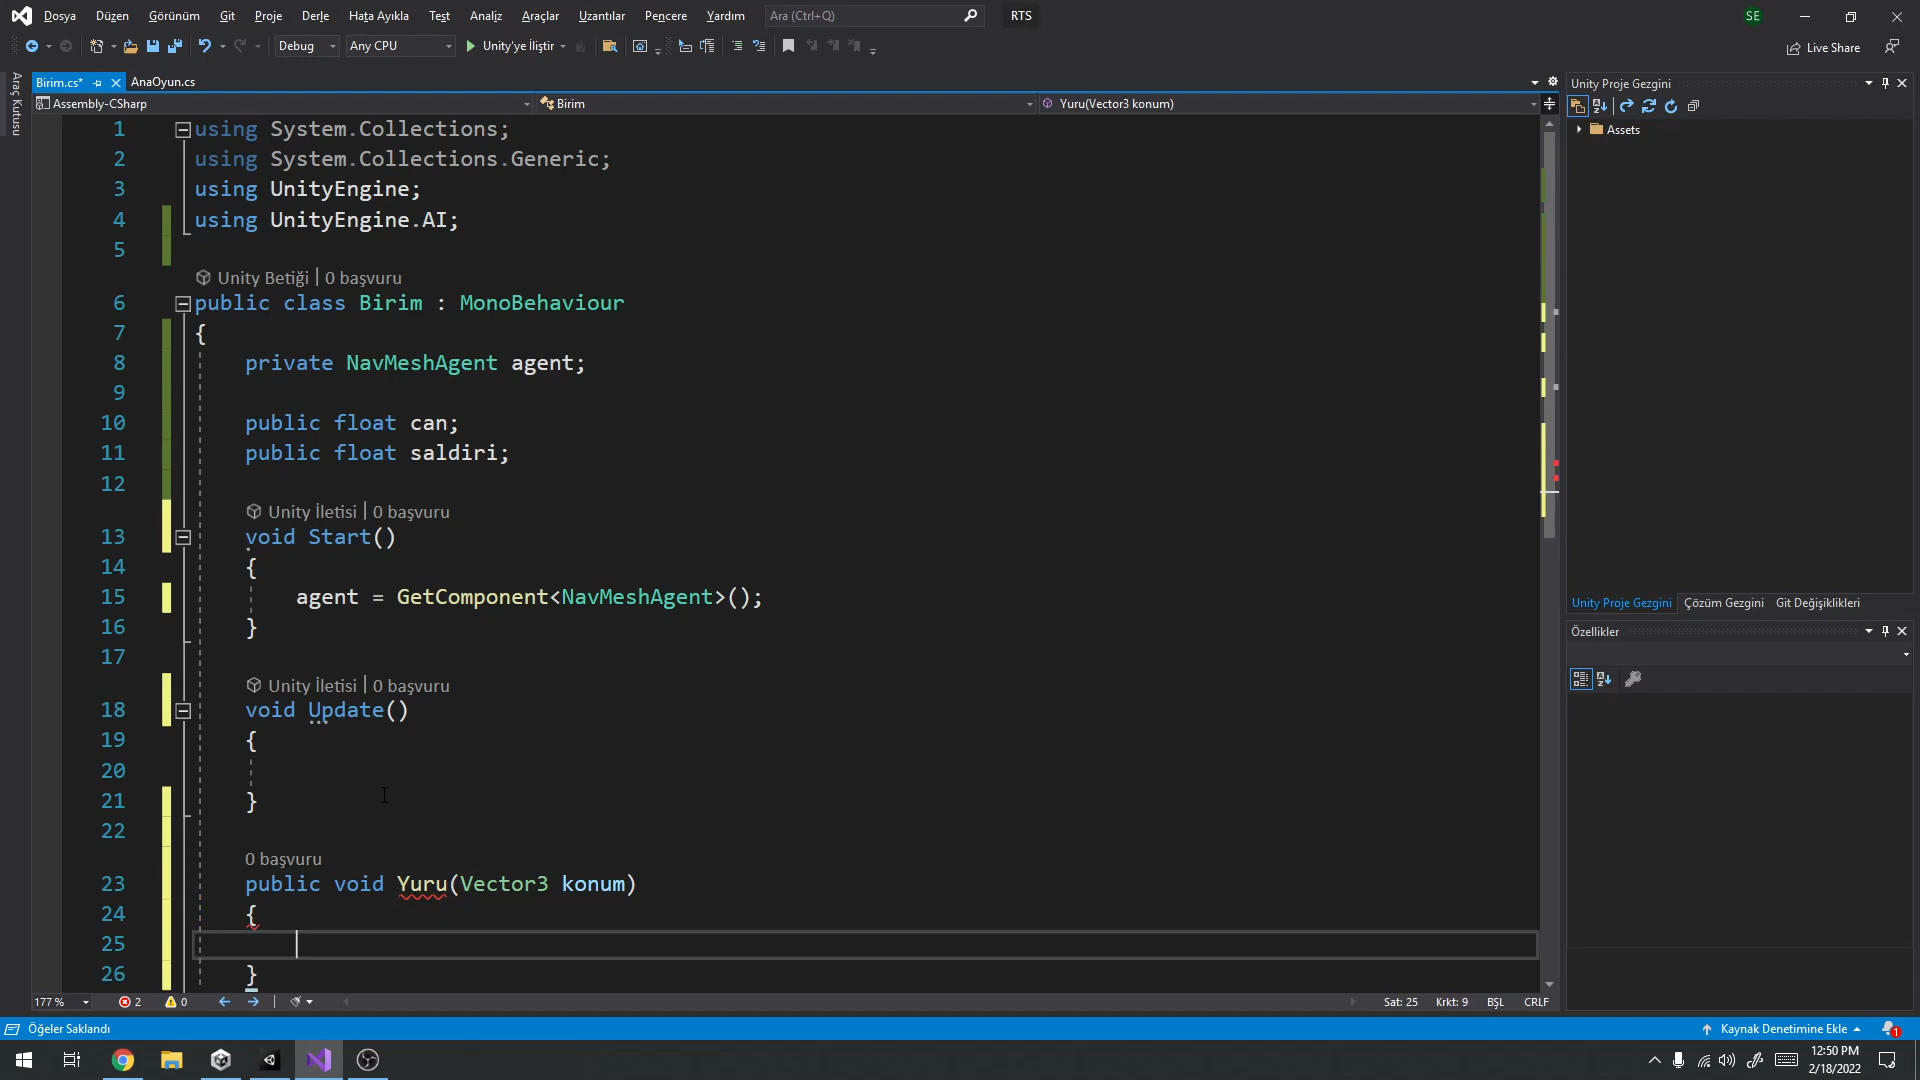 Dosya Düzen Görünüm Git Proje Derle Hata Ayıkla Test Analiz Araçlar Uzantılar Pencere Yardım Ara (Ctrl+Q) RTS SE
Debug Any CPU Unity'ye İliştir Live Share
Araç Kutusu
Birim.cs* AnaOyun.cs
Assembly-CSharp Birim Yuru(Vector3 konum)
1 using System.Collections;
2 using System.Collections.Generic;
3 using UnityEngine;
4 using UnityEngine.AI;
5
Unity Betiği | 0 başvuru
6 public class Birim : MonoBehaviour
7 {
8 private NavMeshAgent agent;
9
10 public float can;
11 public float saldiri;
12
Unity İletisi | 0 başvuru
13 void Start()
14 {
15 agent = GetComponent<NavMeshAgent>();
16 }
17
Unity İletisi | 0 başvuru
18 void Update()
19 {
20
21 }
22
0 başvuru
23 public void Yuru(Vector3 konum)
24 {
25
26 }
177 % 2 0 Sat: 25 Krkt: 9 BŞL CRLF
Unity Proje Gezgini
Assets
Unity Proje Gezgini Çözüm Gezgini Git Değişiklikleri
Özellikler
Öğeler Saklandı Kaynak Denetimine Ekle 1
12:50 PM
2/18/2022